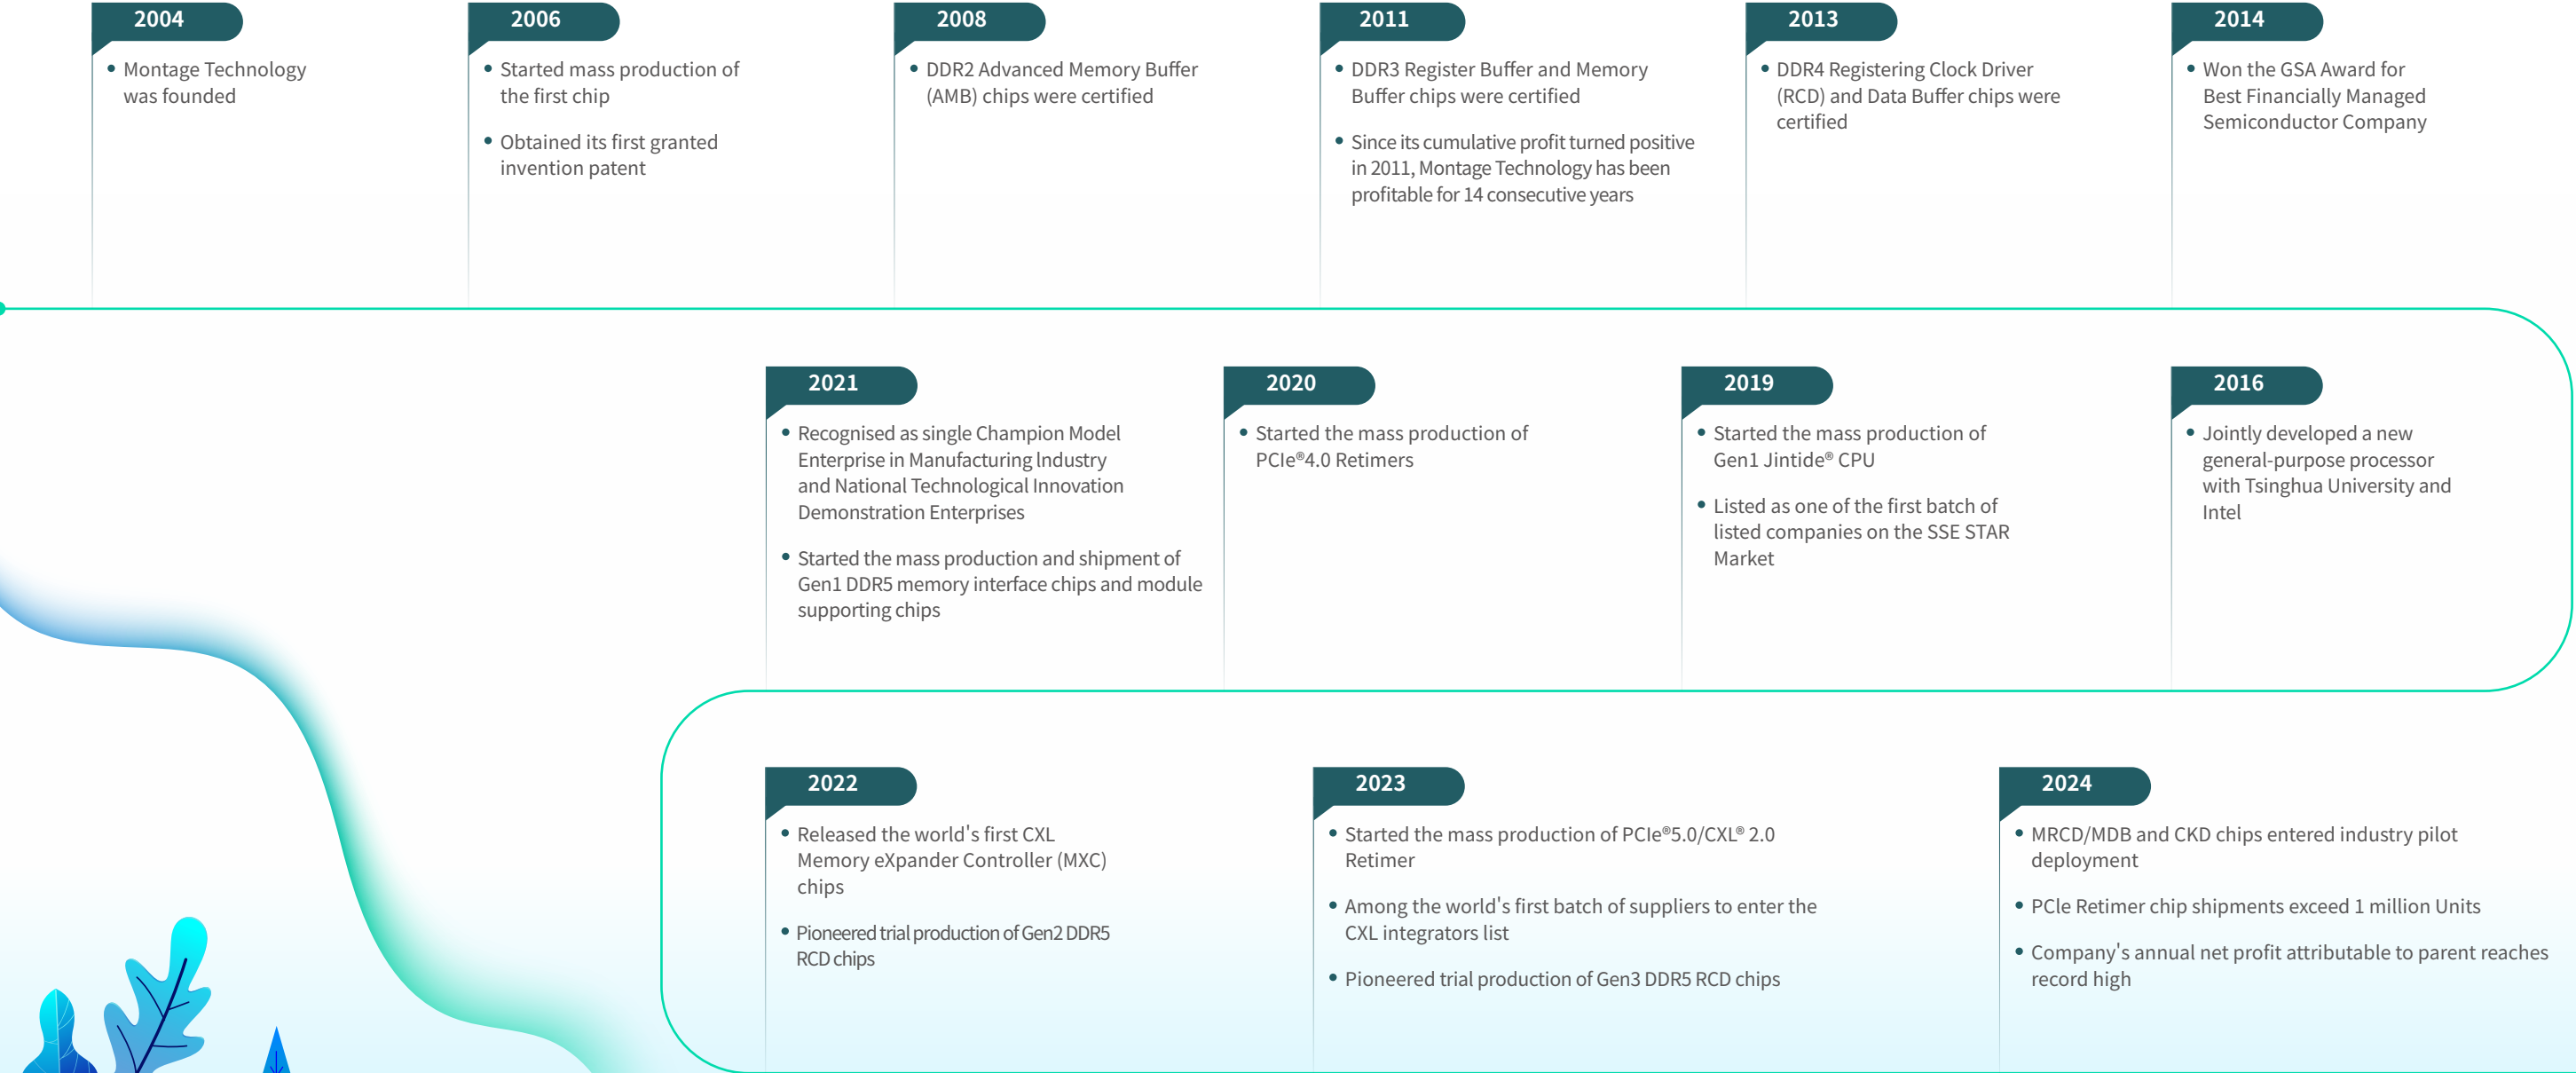 2004
• Montage Technology
was founded
2006
• Started mass production of
the first chip
• Obtained its first granted
invention patent
2008
• DDR2 Advanced Memory Buffer
(AMB) chips were certified
2011
• DDR3 Register Buffer and Memory
Buffer chips were certified
• Since its cumulative profit turned positive
in 2011, Montage Technology has been
profitable for 14 consecutive years
2013
• DDR4 Registering Clock Driver
(RCD) and Data Buffer chips were
certified
2014
• Won the GSA Award for
Best Financially Managed
Semiconductor Company
2016
• Jointly developed a new
general-purpose processor
with Tsinghua University and
Intel
2019
• Started the mass production of
Gen1 Jintide® CPU
• Listed as one of the first batch of
listed companies on the SSE STAR
Market
2020
• Started the mass production of
PCIe®4.0 Retimers
2021
• Recognised as single Champion Model
Enterprise in Manufacturing lndustry
and National Technological Innovation
Demonstration Enterprises
• Started the mass production and shipment of
Gen1 DDR5 memory interface chips and module
supporting chips
2022
• Released the world's first CXL
Memory eXpander Controller (MXC)
chips
• Pioneered trial production of Gen2 DDR5
RCD chips
2023
• Started the mass production of PCIe®5.0/CXL® 2.0
Retimer
• Among the world's first batch of suppliers to enter the
CXL integrators list
• Pioneered trial production of Gen3 DDR5 RCD chips
2024
• MRCD/MDB and CKD chips entered industry pilot
deployment
• PCle Retimer chip shipments exceed 1 million Units
• Company's annual net profit attributable to parent reaches
record high